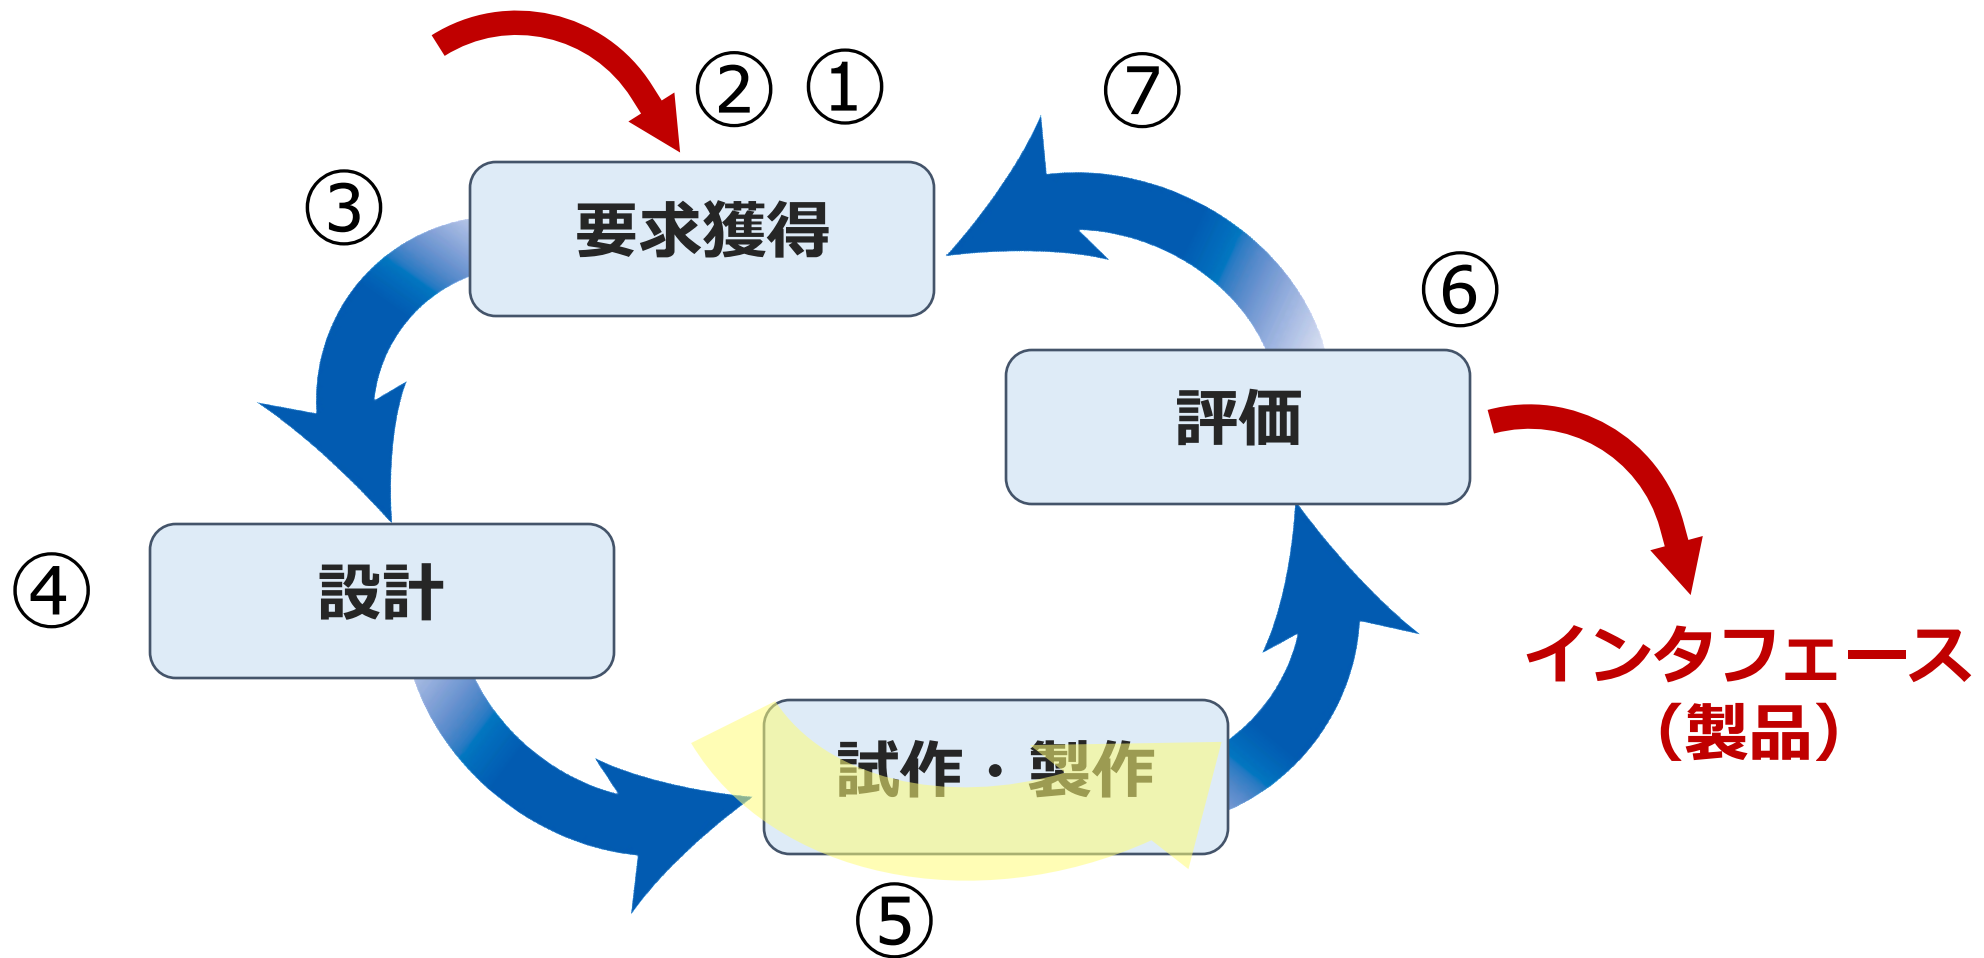 ② ①
⑦
③
要求獲得
⑥
評価
④
設計
インタフェース
（製品）
試作・製作
⑤